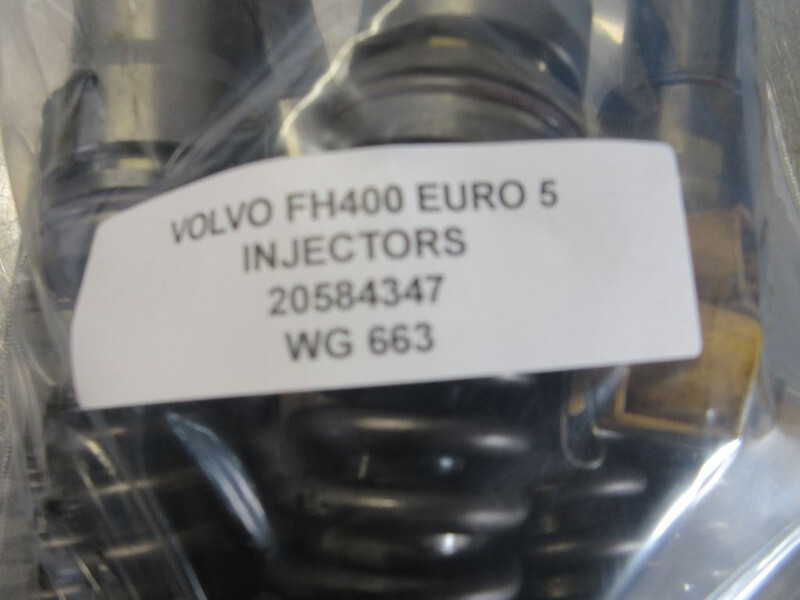 VOLVO FH400 EURO 5
INJECTORS
20584347
WG 663